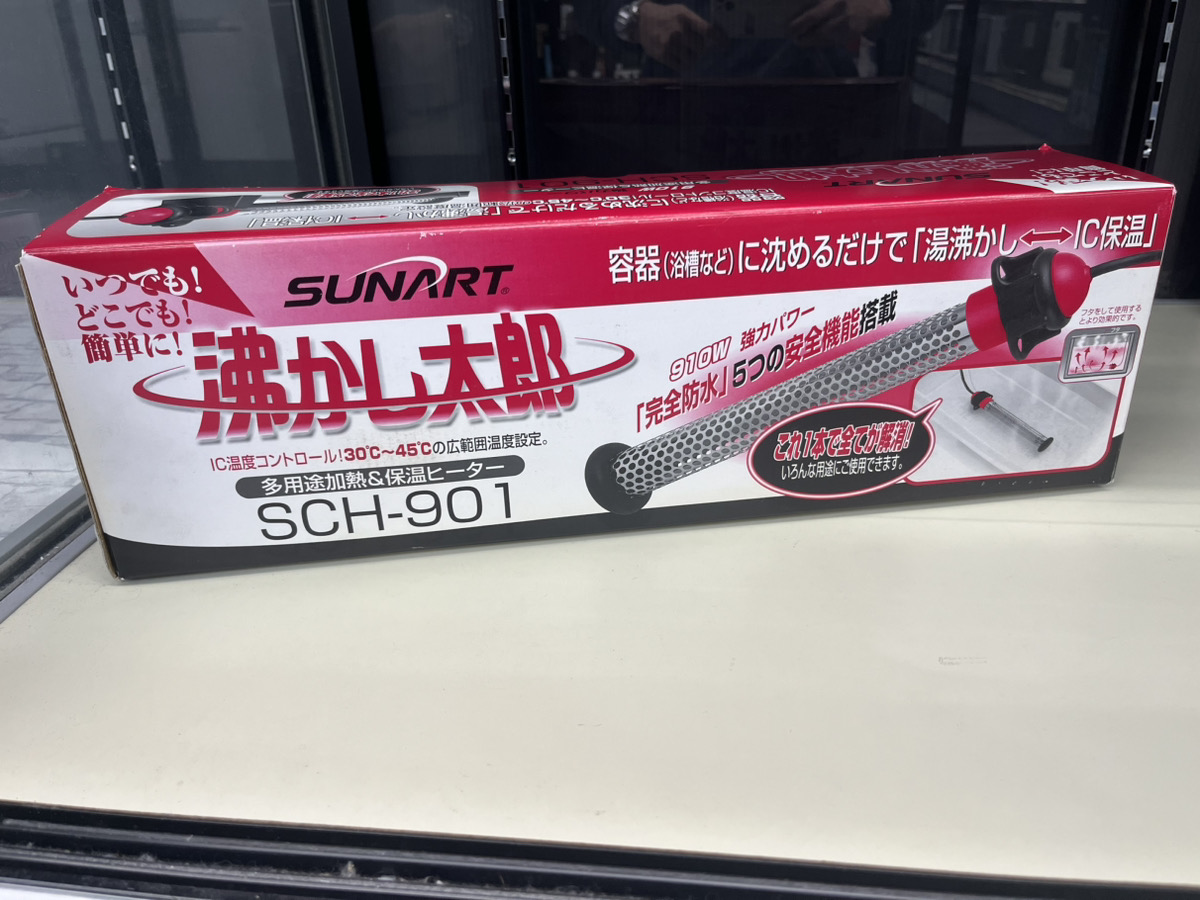 いつでも!
どこでも!
簡単に!
SUNART®
沸かし太郎
IC温度コントロール!30℃〜45℃の広範囲温度設定。
多用途加熱&保温ヒーター
SCH-901
容器(浴槽など)に沈めるだけで「湯沸かし↔IC保温」
910W 強力パワー
「完全防水」5つの安全機能搭載
フタをして使用する
とより効果的です。
フタ
これ1本で全てが解消!
いろんな用途にご使用できます。
SUNART